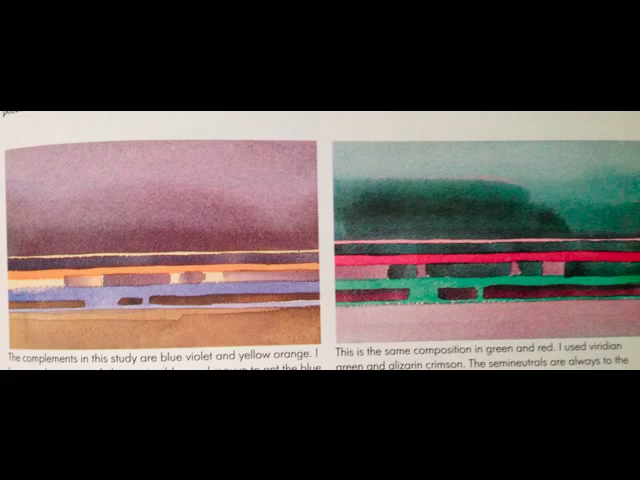 The complements in this study are blue violet and yellow orange. I
This is the same composition in green and red. I used viridian
green and alizarin crimson. The semineutrals are always to the